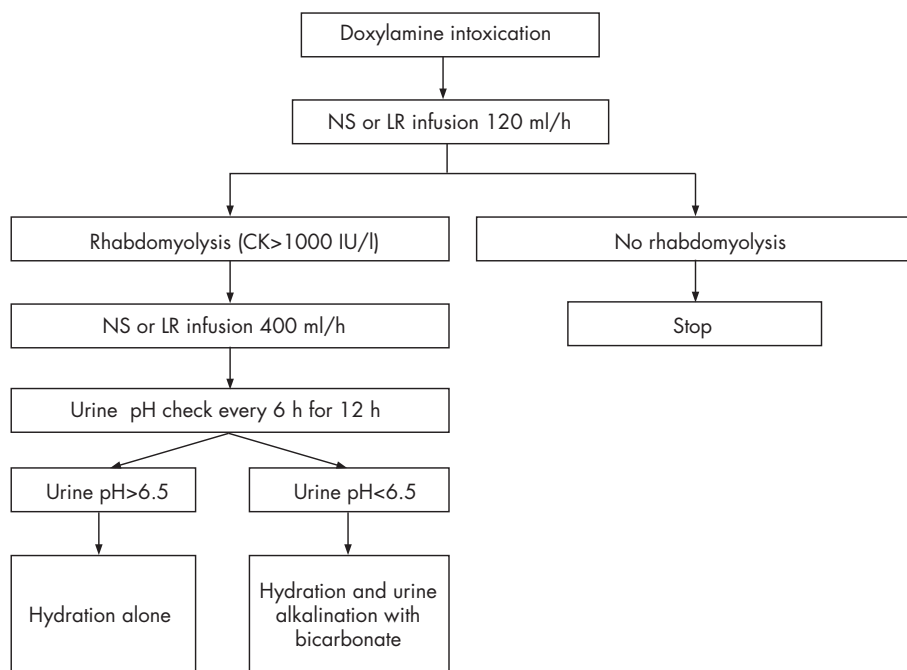 Doxylamine intoxication
NS or LR infusion 120 ml/h
Rhabdomyolysis (CK>1000 IU/l)
No rhabdomyolysis
NS or LR infusion 400 ml/h
Stop
Urine pH check every 6 h for 12 h
Urine pH>6.5
Urine pH<6.5
Hydration alone
Hydration and urine
alkalination with
bicarbonate